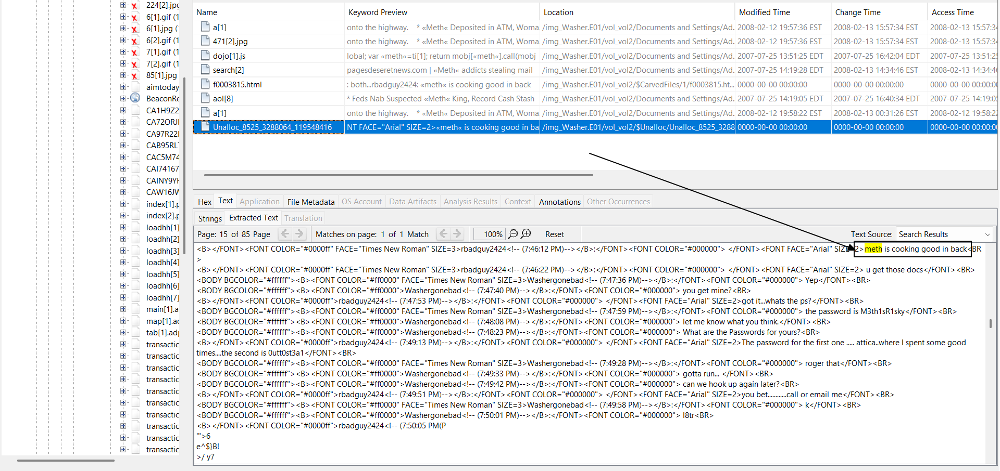 224[2].jpg
6[1].gif (1
6[1].jpg (
6[2].gif (1
7[1].gif (1
7[2].gif (1
85[1].jpg
aimtoday
BeaconRe
CA1H9Z2
CA72ORJI
CA97R22
CAB95RL
CAC5M74
CAI74167
CAINY9YH
CAW16JW
index[1].p
index[2].p
loadhh[1]
loadhh[2]
loadhh[3]
loadhh[4]
loadhh[5]
loadhh[6]
loadhh[7]
main[1].a
map[1].ac
tab[1].adp
transactic
transactic
transactic
transactic
transactic
transactic
transactic
transactic
transactic
transactic
Name Keyword Preview Location Modified Time Change Time Access Time
a[1] onto the highway. * «Meth« Deposited in ATM, Woma /img_Washer.E01/vol_vol2/Documents and Settings/Ad... 2008-02-12 19:57:36 EST 2008-02-13 15:57:34 EST 2008-02-13 15:57:34
471[2].jpg onto the highway. * «Meth« Deposited in ATM, Woma /img_Washer.E01/vol_vol2/Documents and Settings/Ad... 2008-02-12 19:57:36 EST 2008-02-13 15:57:34 EST 2008-02-13 15:57:34
dojo[1].js lobal; var «meth«=ti[1]; return mobj[«meth«].call(mobj /img_Washer.E01/vol_vol2/Documents and Settings/Ad... 2007-07-25 13:51:25 EDT 2007-07-25 16:42:04 EDT 2007-07-25 13:51:25
search[2] pagesdeseretnews.com | «Meth« addicts stealing mail /img_Washer.E01/vol_vol2/Documents and Settings/Ad... 2007-07-25 14:19:28 EDT 2008-02-13 14:34:46 EST 2008-02-13 14:34:46
f0003815.html : both...rbadguy2424: «meth« is cooking good in back /img_Washer.E01/vol_vol2/$CarvedFiles/1/f0003815.ht... 0000-00-00 00:00:00 0000-00-00 00:00:00 0000-00-00 00:00:00
aol[8] * Feds Nab Suspected «Meth« King, Record Cash Stash /img_Washer.E01/vol_vol2/Documents and Settings/Ad... 2007-07-25 14:19:05 EDT 2007-07-25 16:40:34 EDT 2007-07-25 14:19:05
a[1] onto the highway. * «Meth« Deposited in ATM, Woma /img_Washer.E01/vol_vol2/Documents and Settings/Ad... 2008-02-12 19:58:22 EST 2008-02-13 00:31:26 EST 2008-02-12 19:58:22
Unalloc_8525_3288064_119548416 NT FACE="Arial" SIZE=2>«meth« is cooking good in ba /img_Washer.E01/vol_vol2/$Unalloc/Unalloc_8525_3288 0000-00-00 00:00:00 0000-00-00 00:00:00 0000-00-00 00:00:00
Hex Text Application File Metadata OS Account Data Artifacts Analysis Results Context Annotations Other Occurrences
Strings Extracted Text Translation
Page: 15 of 85 Page Matches on page: 1 of 1 Match 100% Reset Text Source: Search Results
<B></FONT><FONT COLOR="#0000ff" FACE="Times New Roman" SIZE=3>rbadguy2424<!-- (7:46:12 PM)--></B>:</FONT><FONT COLOR="#000000"> </FONT><FONT FACE="Arial" SIZE=2>meth is cooking good in back<BR
>
<B></FONT><FONT COLOR="#0000ff" FACE="Times New Roman" SIZE=3>rbadguy2424<!-- (7:46:22 PM)--></B>:</FONT><FONT COLOR="#000000"> </FONT><FONT FACE="Arial" SIZE=2> u get those docs</FONT><BR>
<BODY BGCOLOR="#ffffff"><B><FONT COLOR="#ff0000" FACE="Times New Roman" SIZE=3>Washergonebad<!-- (7:47:36 PM)--></B>:</FONT><FONT COLOR="#000000"> Yep</FONT><BR>
<BODY BGCOLOR="#ffffff"><B><FONT COLOR="#ff0000">Washergonebad<!-- (7:47:40 PM)--></B>:</FONT><FONT COLOR="#000000"> you get mine?<BR>
<B></FONT><FONT COLOR="#0000ff">rbadguy2424<!-- (7:47:53 PM)--></B>:</FONT><FONT COLOR="#000000"> </FONT><FONT FACE="Arial" SIZE=2>got it...whats the ps?</FONT><BR>
<BODY BGCOLOR="#ffffff"><B><FONT COLOR="#ff0000" FACE="Times New Roman" SIZE=3>Washergonebad<!-- (7:47:59 PM)--></B>:</FONT><FONT COLOR="#000000"> the password is M3th1sR1sky</FONT><BR>
<BODY BGCOLOR="#ffffff"><B><FONT COLOR="#ff0000">Washergonebad<!-- (7:48:08 PM)--></B>:</FONT><FONT COLOR="#000000"> let me know what you think.</FONT><BR>
<BODY BGCOLOR="#ffffff"><B><FONT COLOR="#ff0000">Washergonebad<!-- (7:48:23 PM)--></B>:</FONT><FONT COLOR="#000000"> What are the Passwords for yours?<BR>
<B></FONT><FONT COLOR="#0000ff">rbadguy2424<!-- (7:49:13 PM)--></B>:</FONT><FONT COLOR="#000000"> </FONT><FONT FACE="Arial" SIZE=2>The password for the first one ..... attica..where I spent some good
times....the second is 0utt0st3a1</FONT><BR>
<BODY BGCOLOR="#ffffff"><B><FONT COLOR="#ff0000" FACE="Times New Roman" SIZE=3>Washergonebad<!-- (7:49:28 PM)--></B>:</FONT><FONT COLOR="#000000"> roger that</FONT><BR>
<BODY BGCOLOR="#ffffff"><B><FONT COLOR="#ff0000">Washergonebad<!-- (7:49:33 PM)--></B>:</FONT><FONT COLOR="#000000"> gotta run... </FONT><BR>
<BODY BGCOLOR="#ffffff"><B><FONT COLOR="#ff0000">Washergonebad<!-- (7:49:42 PM)--></B>:</FONT><FONT COLOR="#000000"> can we hook up again later?<BR>
<B></FONT><FONT COLOR="#0000ff">rbadguy2424<!-- (7:49:51 PM)--></B>:</FONT><FONT COLOR="#000000"> </FONT><FONT FACE="Arial" SIZE=2>you bet............call or email me</FONT><BR>
<BODY BGCOLOR="#ffffff"><B><FONT COLOR="#ff0000" FACE="Times New Roman" SIZE=3>Washergonebad<!-- (7:49:58 PM)--></B>:</FONT><FONT COLOR="#000000"> k</FONT><BR>
<BODY BGCOLOR="#ffffff"><B><FONT COLOR="#ff0000">Washergonebad<!-- (7:50:01 PM)--></B>:</FONT><FONT COLOR="#000000"> l8tr<BR>
<B></FONT><FONT COLOR="#0000ff">rbadguy2424<!-- (7:50:05 PM(P
'">6
e^$}B!
>/ y7